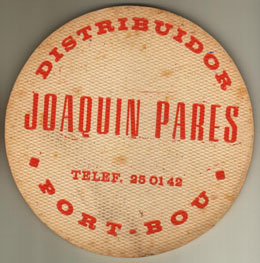 DISTRIBUIDOR
JOAQUIN PARES
TELEF. 25 01 42
PORT-BOU